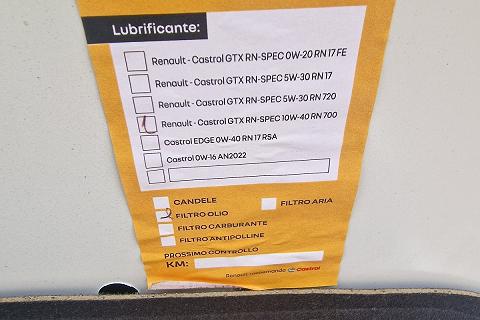 Lubrificante:
Renault - Castrol GTX RN-SPEC 0W-20 RN 17 FE
Renault - Castrol GTX RN-SPEC 5W-30 RN 17
Renault - Castrol GTX RN-SPEC 5W-30 RN 720
Renault - Castrol GTX RN-SPEC 10W-40 RN 700
Castrol EDGE 0W-40 RN 17 RSA
Castrol 0W-16 AN2022
CANDELE FILTRO ARIA
FILTRO OLIO
FILTRO CARBURANTE
FILTRO ANTIPOLLINE
PROSSIMO CONTROLLO
KM:
Renault raccomande Castrol